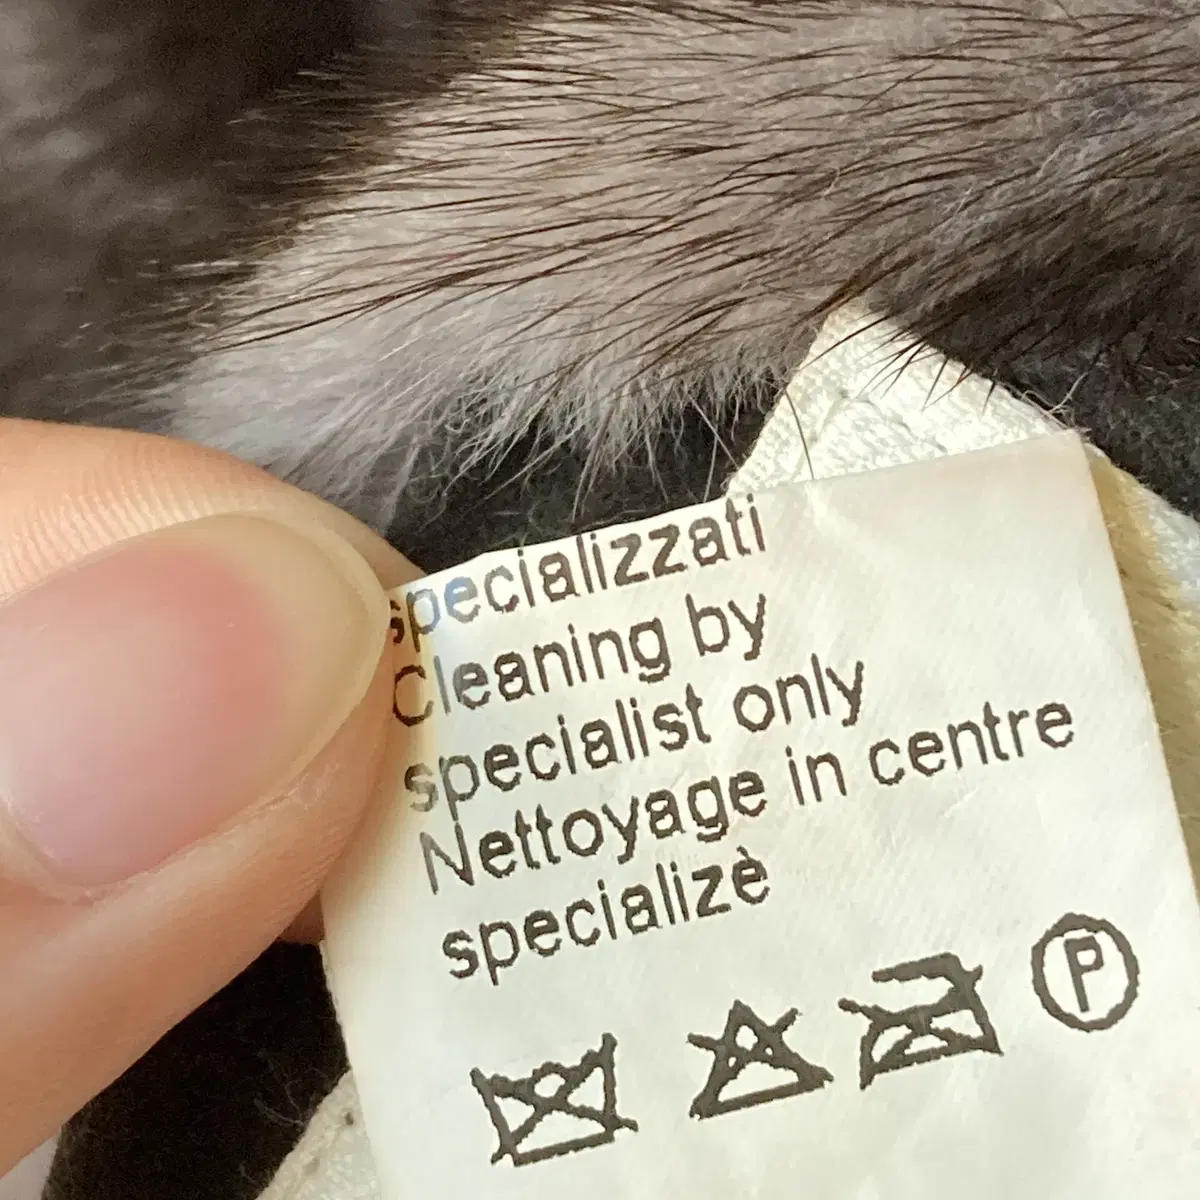 specializzati
Cleaning by
specialist only
Nettoyage in centre
specializè
P